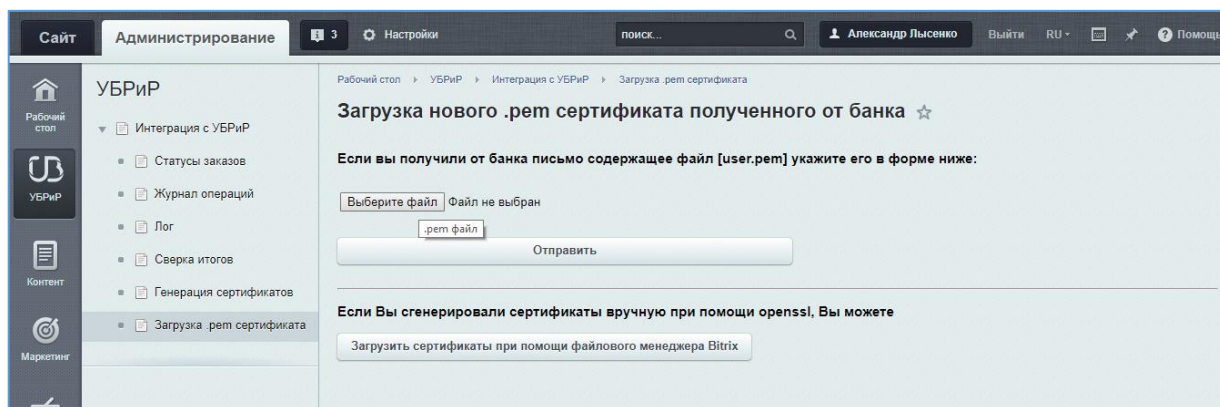 Сайт
Администрирование
3
Настройки
поиск...
Александр Лысенко
Выйти
RU
Помощь
Рабочий стол
УБРиР
Контент
Маркетинг
УБРиР
Интеграция с УБРиР
Статусы заказов
Журнал операций
Лог
Сверка итогов
Генерация сертификатов
Загрузка .pem сертификата
Рабочий стол УБРиР Интеграция с УБРиР Загрузка .pem сертификата
Загрузка нового .pem сертификата полученного от банка
Если вы получили от банка письмо содержащее файл [user.pem] укажите его в форме ниже:
Выберите файл Файл не выбран
.pem файл
Отправить
Если Вы сгенерировали сертификаты вручную при помощи openssl, Вы можете
Загрузить сертификаты при помощи файлового менеджера Bitrix